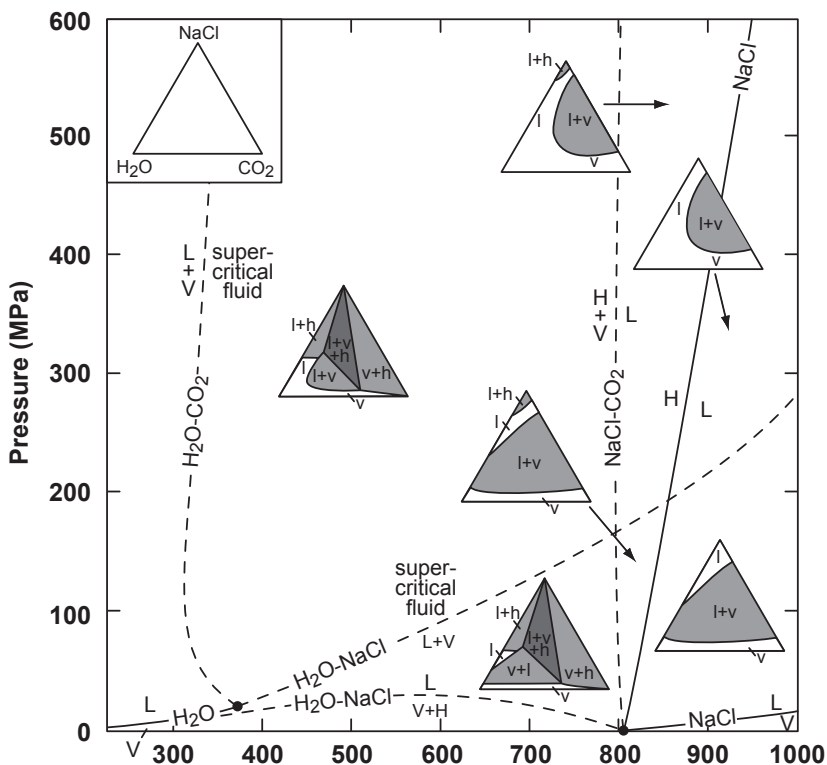 600
500
400
300
200
100
0
Pressure (MPa)
300
400
500
600
700
800
900
1000
NaCl
H2O
CO2
L
+
V
super-
critical
fluid
H2O-CO2
l+h
l
l+v
v
NaCl
l
l+v
v
H
+
V
L
l+h
l
l+v
+h
l+v
v+h
v
NaCl-CO2
H
L
l+h
l
l+v
v
super-
critical
fluid
L+V
H2O-NaCl
l+h
l
l+v
+h
v+l
v+h
v
l
l+v
v
L
H2O
V
H2O-NaCl
L
V+H
NaCl
L
V